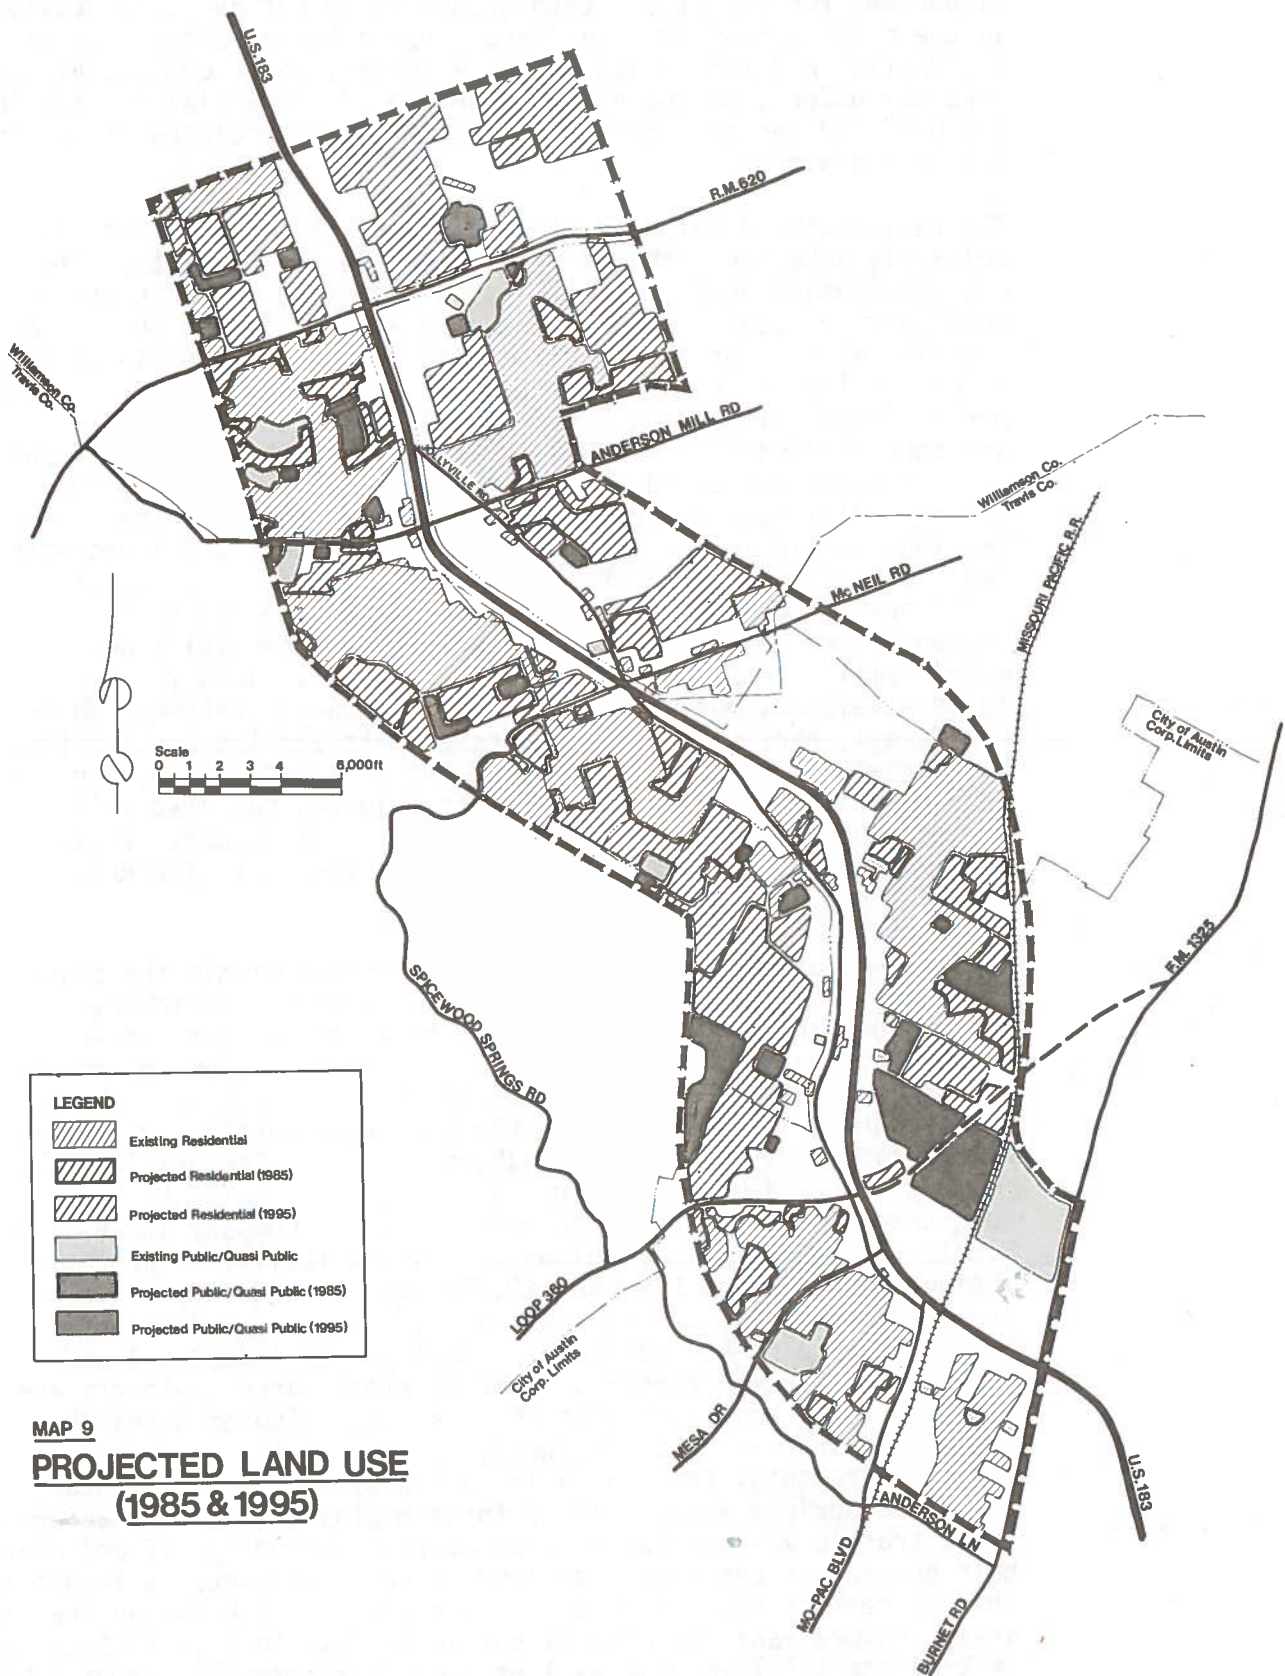 U.S.183
R.M.620
Williamson Co.
Travis Co.
ANDERSON MILL RD
LYVILLE RD
Williamson Co.
Travis Co.
MISSOURI PACIFIC R.R.
Mc NEIL RD
City of Austin
Corp. Limits
Scale
0 1 2 3 4 6,000ft
F.M. 1325
SPICEWOOD SPRINGS RD
LEGEND
Existing Residential
Projected Residential (1985)
Projected Residential (1995)
Existing Public/Quasi Public
Projected Public/Quasi Public (1985)
Projected Public/Quasi Public (1995)
LOOP 360
City of Austin
Corp. Limits
MESA DR
MAP 9
PROJECTED LAND USE
(1985 & 1995)
U.S.183
ANDERSON LN
MO-PAC BLVD
BURNET RD